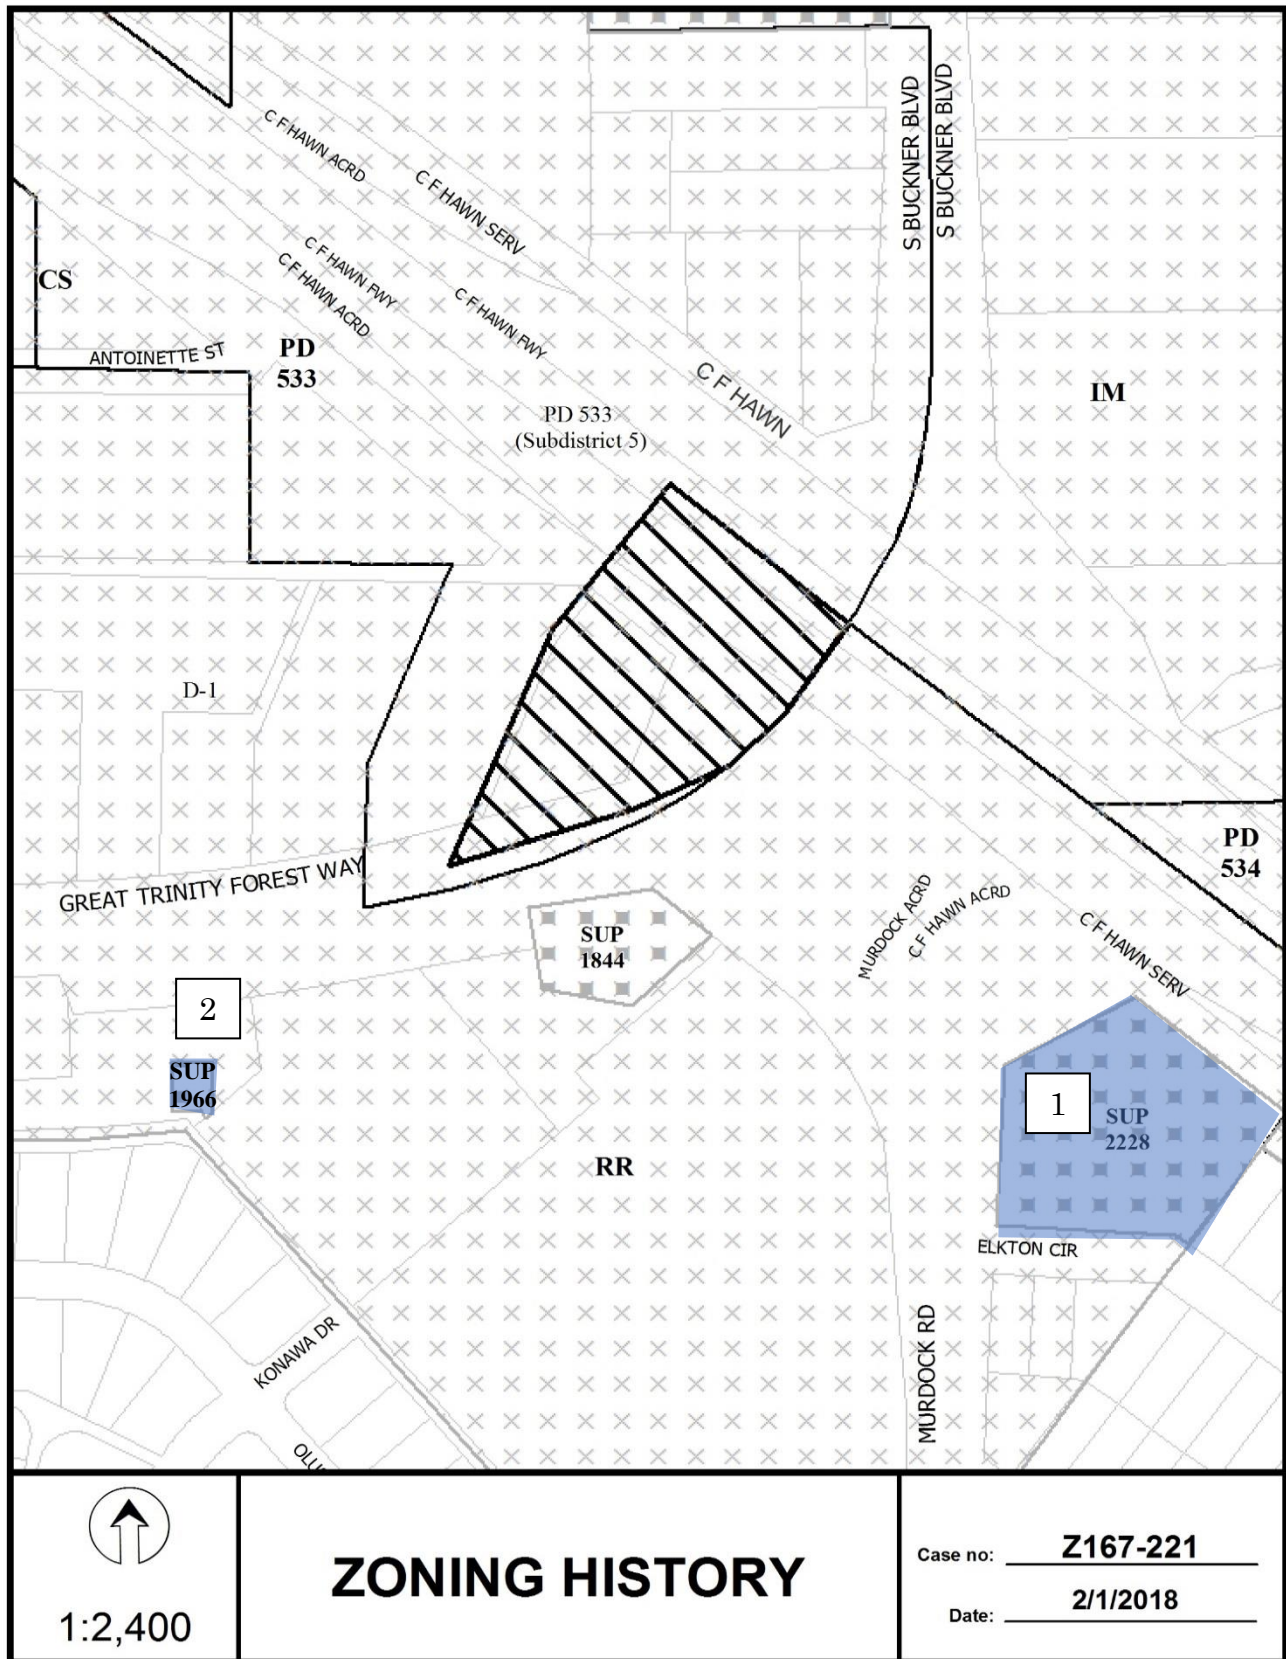 S BUCKNER BLVD
S BUCKNER BLVD
C F HAWN ACRD
C F HAWN SERV
C F HAWN FWY
C F HAWN ACRD
C F HAWN FWY
CS
ANTOINETTE ST
PD
533
C F HAWN
IM
PD 533
(Subdistrict 5)
D-1
PD
534
GREAT TRINITY FOREST WAY
MURDOCK ACRD
C F HAWN ACRD
C F HAWN SERV
SUP
1844
2
SUP
1966
1
SUP
2228
RR
ELKTON CIR
KONAWA DR
MURDOCK RD
1:2,400
ZONING HISTORY
Case no: Z167-221
Date: 2/1/2018